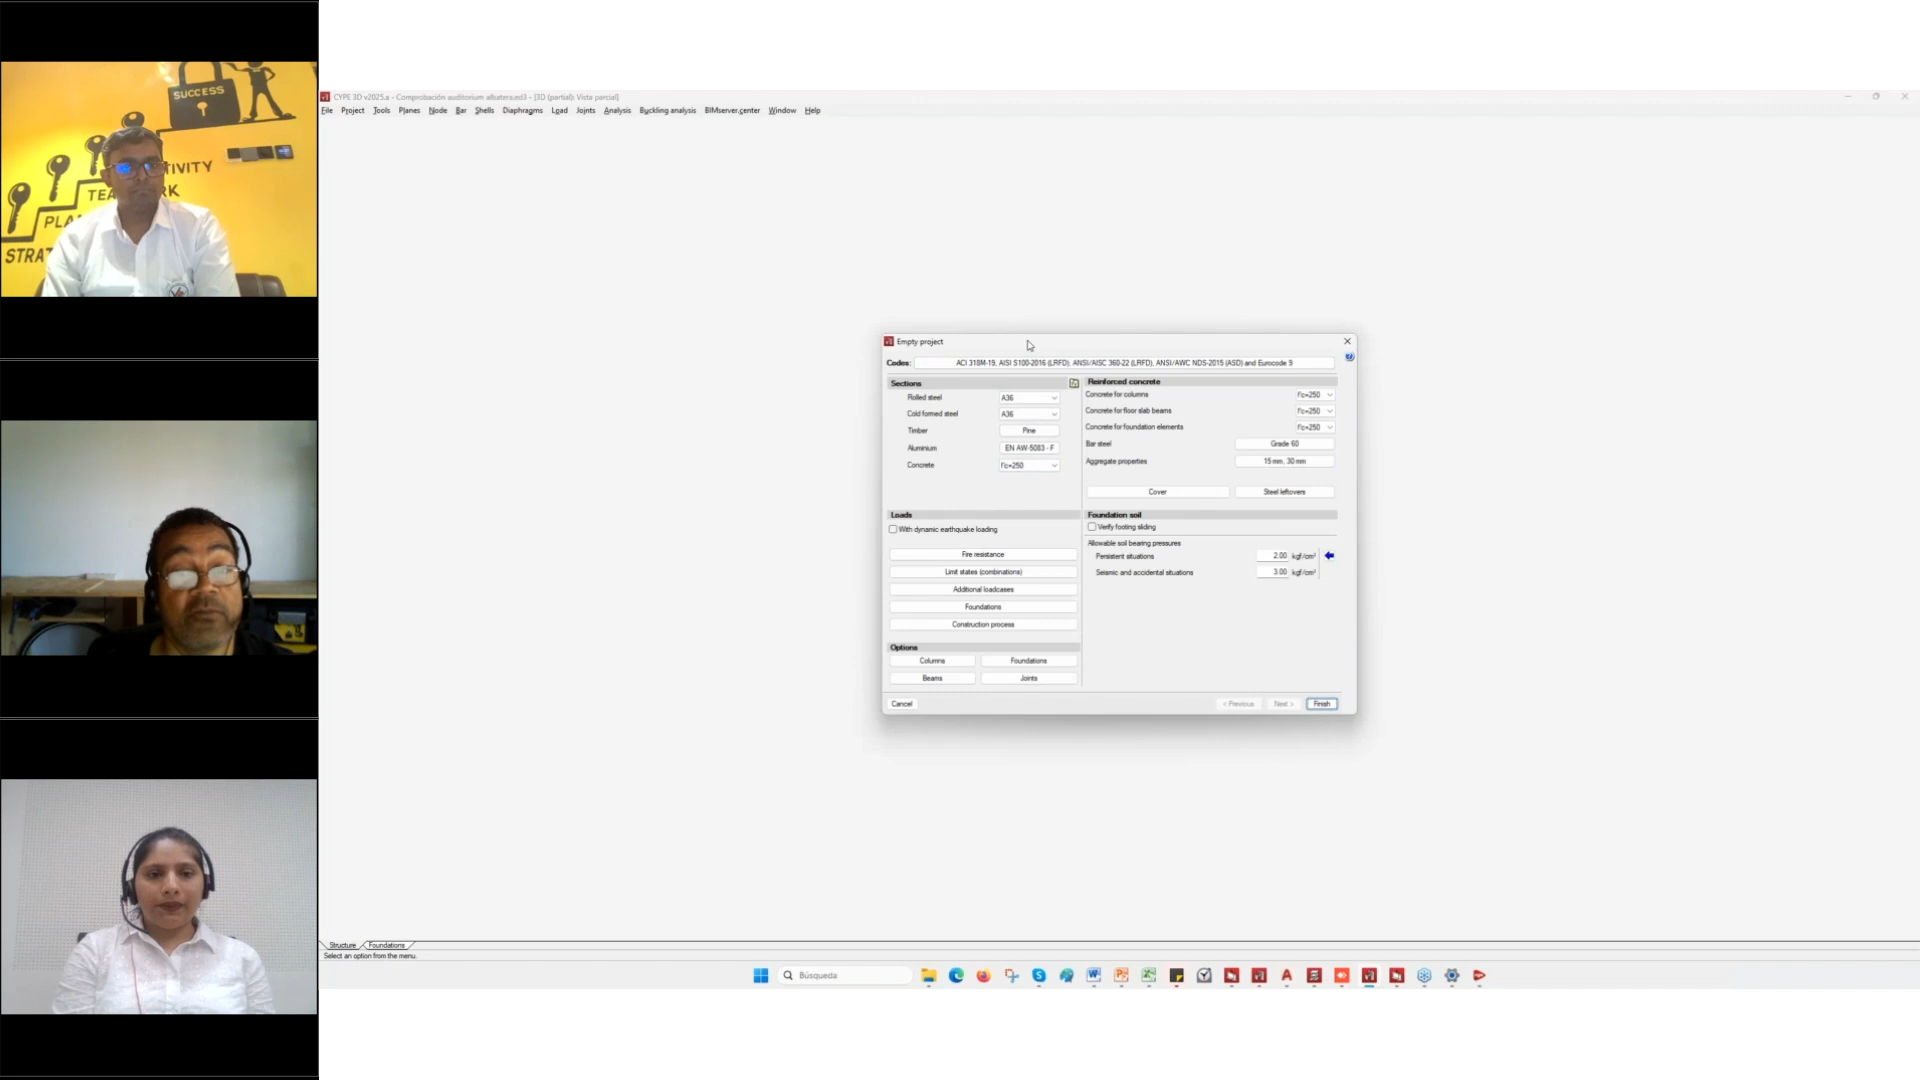 SUCCESS
TIVITY
TEA RK
PLA
STRA
CYPE 3D v2025.a - Comprobación auditorium albatera.ed3 - [3D (partial): Vista parcial]
File Project Tools Planes Node Bar Shells Diaphragms Load Joints Analysis Buckling analysis BIMserver.center Window Help
Empty project
Codes: ACI 318M-19, AISI S100-2016 (LRFD), ANSI/AISC 360-22 (LRFD), ANSI/AWC NDS-2015 (ASD) and Eurocode 9
Sections
Rolled steel A36
Cold formed steel A36
Timber Pine
Aluminium EN AW-5083 - F
Concrete f'c=250
Reinforced concrete
Concrete for columns f'c=250
Concrete for floor slab beams f'c=250
Concrete for foundation elements f'c=250
Bar steel Grade 60
Aggregate properties 15 mm, 30 mm
Cover Steel leftovers
Loads
With dynamic earthquake loading
Fire resistance
Limit states (combinations)
Additional loadcases
Foundations
Construction process
Foundation soil
Verify footing sliding
Allowable soil bearing pressures
Persistent situations 2.00 kgf/cm²
Seismic and accidental situations 3.00 kgf/cm²
Options
Columns Foundations
Beams Joints
Cancel < Previous Next > Finish
Structure Foundations
Select an option from the menu.
Búsqueda